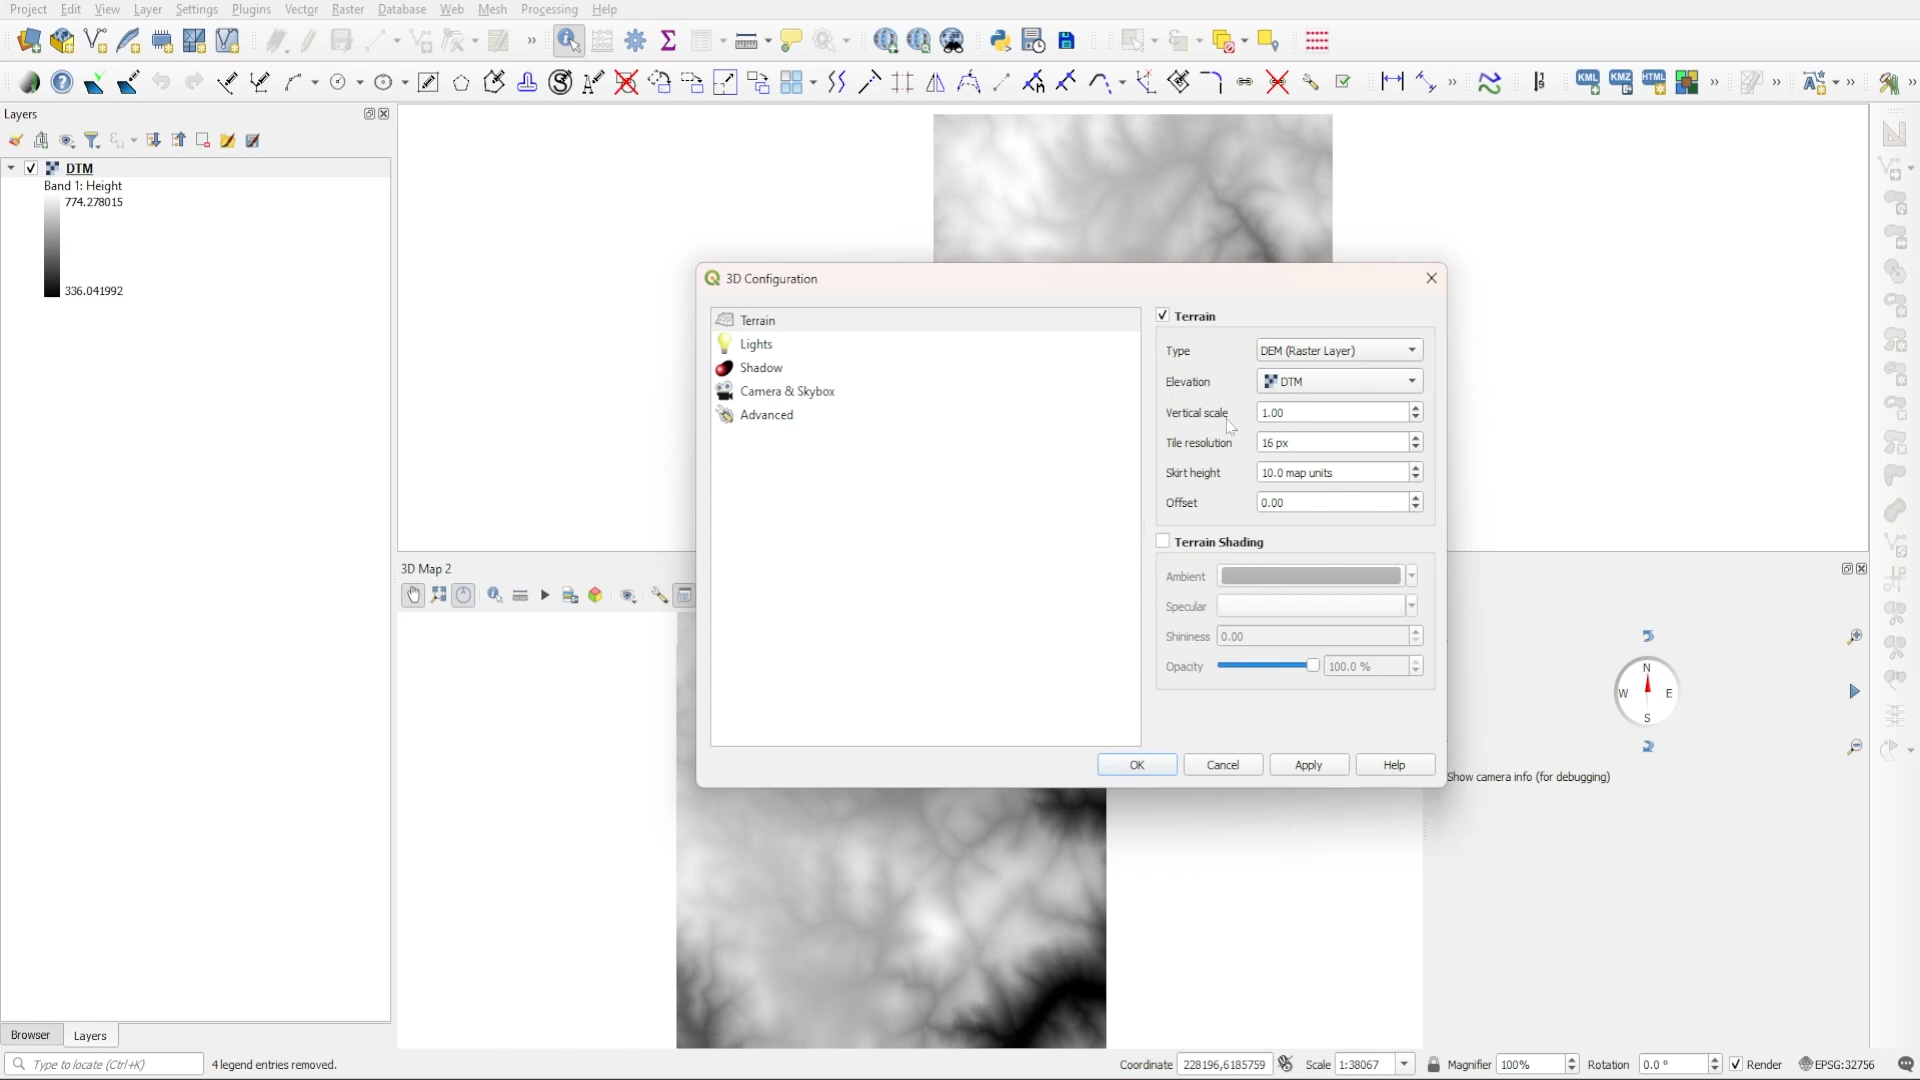 Project Edit View Layer Settings Plugins Vector Raster Database Web Mesh Processing Help
KML KMZ HTML
Layers
DTM
Band 1: Height
774.278015
336.041992
3D Configuration
Terrain
Lights
Shadow
Camera & Skybox
Advanced
Terrain
Type DEM (Raster Layer)
Elevation DTM
Vertical scale 1.00
Tile resolution 16 px
Skirt height 10.0 map units
Offset 0.00
Terrain Shading
Ambient
Specular
Shininess 0.00
Opacity 100.0 %
OK Cancel Apply Help
3D Map 2
N
W E
S
Show camera info (for debugging)
Browser Layers
Type to locate (Ctrl+K) 4 legend entries removed. Coordinate 228196,6185759 Scale 1:38067 Magnifier 100% Rotation 0.0 ° Render EPSG:32756